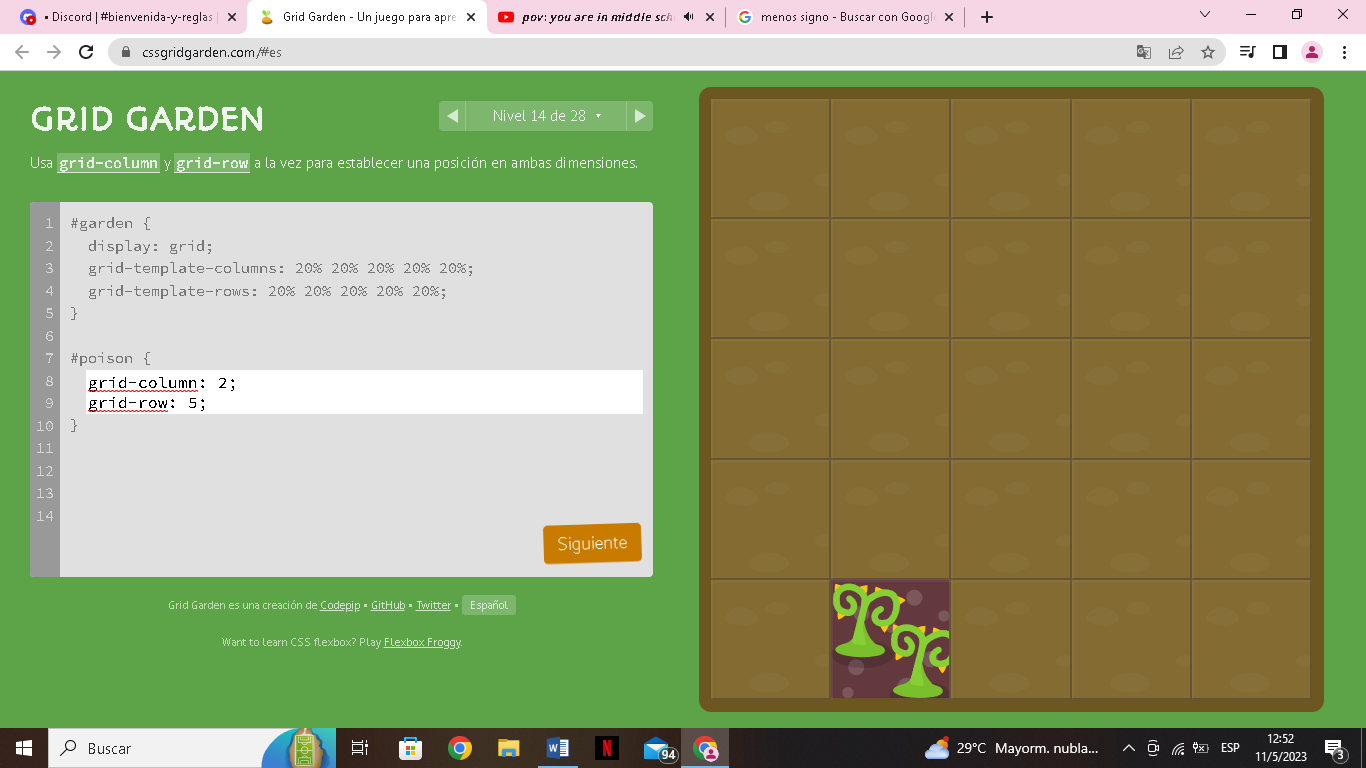 • Discord | #bienvenida-y-reglas
Grid Garden - Un juego para apre
pov: you are in middle sch
menos signo - Buscar con Google
cssgridgarden.com/#es
GRID GARDEN
Nivel 14 de 28
Usa grid-column y grid-row a la vez para establecer una posición en ambas dimensiones.
1 #garden {
2 display: grid;
3 grid-template-columns: 20% 20% 20% 20% 20%;
4 grid-template-rows: 20% 20% 20% 20% 20%;
5 }
6
7 #poison {
8 grid-column: 2;
9 grid-row: 5;
10 }
11
12
13
14
Siguiente
Grid Garden es una creación de Codepip • GitHub • Twitter • Español
Want to learn CSS flexbox? Play Flexbox Froggy.
Buscar
W
N
94
29°C Mayorm. nubla...
ESP
12:52
11/5/2023
3